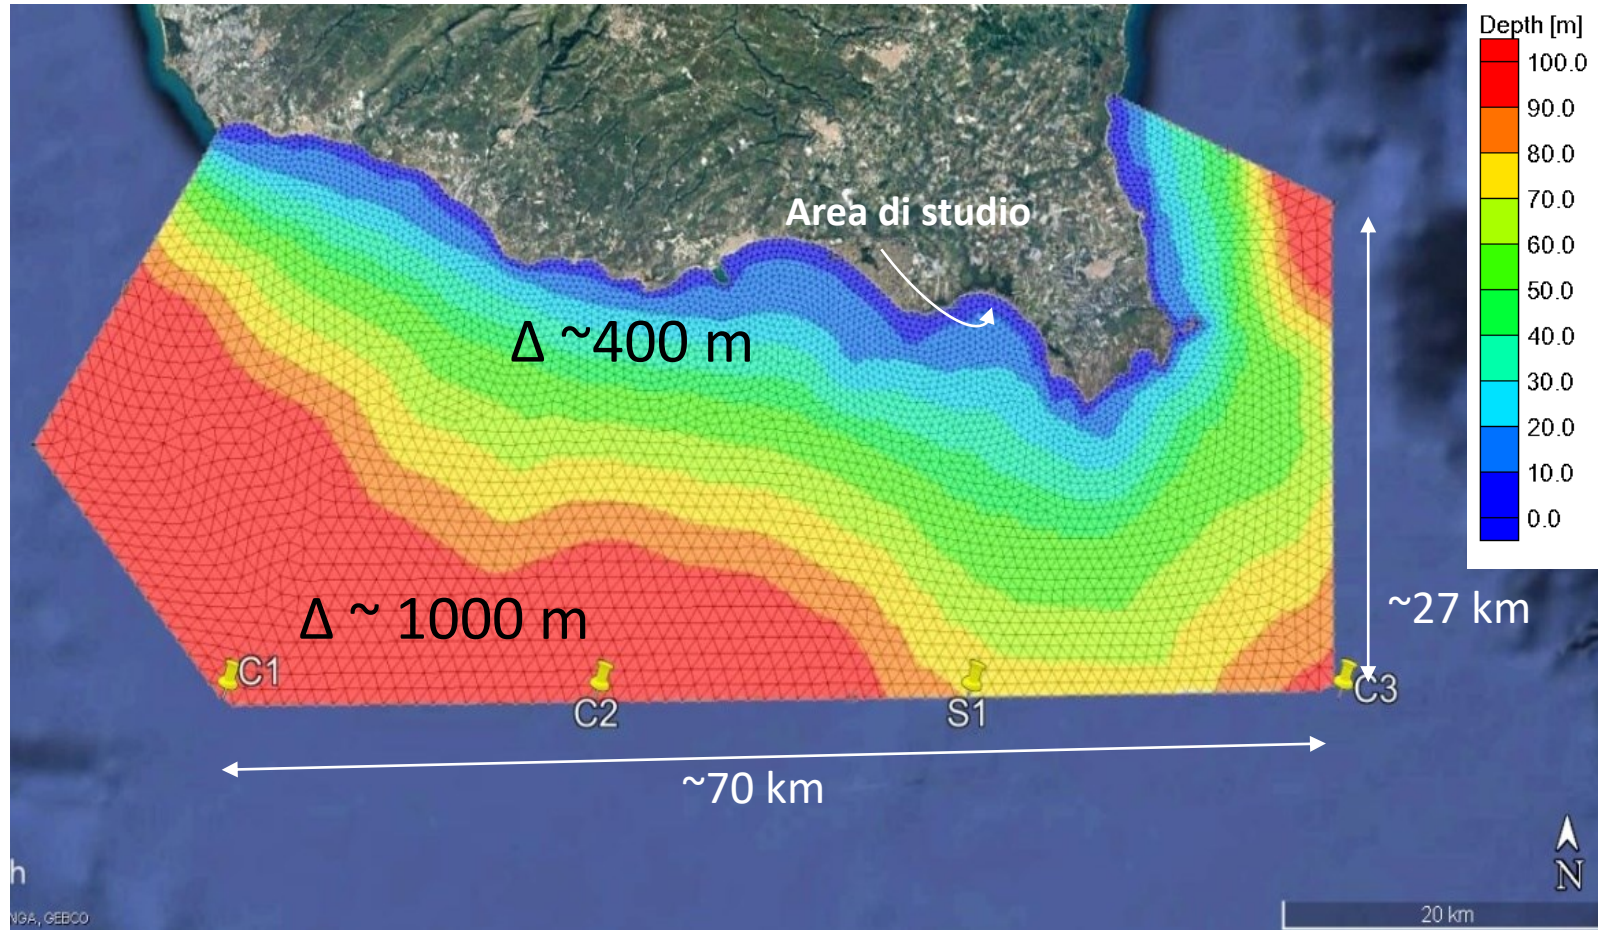 Depth [m]
100.0
90.0
80.0
70.0
60.0
50.0
40.0
30.0
20.0
10.0
0.0
Area di studio
Δ ~400 m
Δ ~ 1000 m
~27 km
C1
C2
S1
C3
~70 km
N
h
NGA, GEBCO
20 km